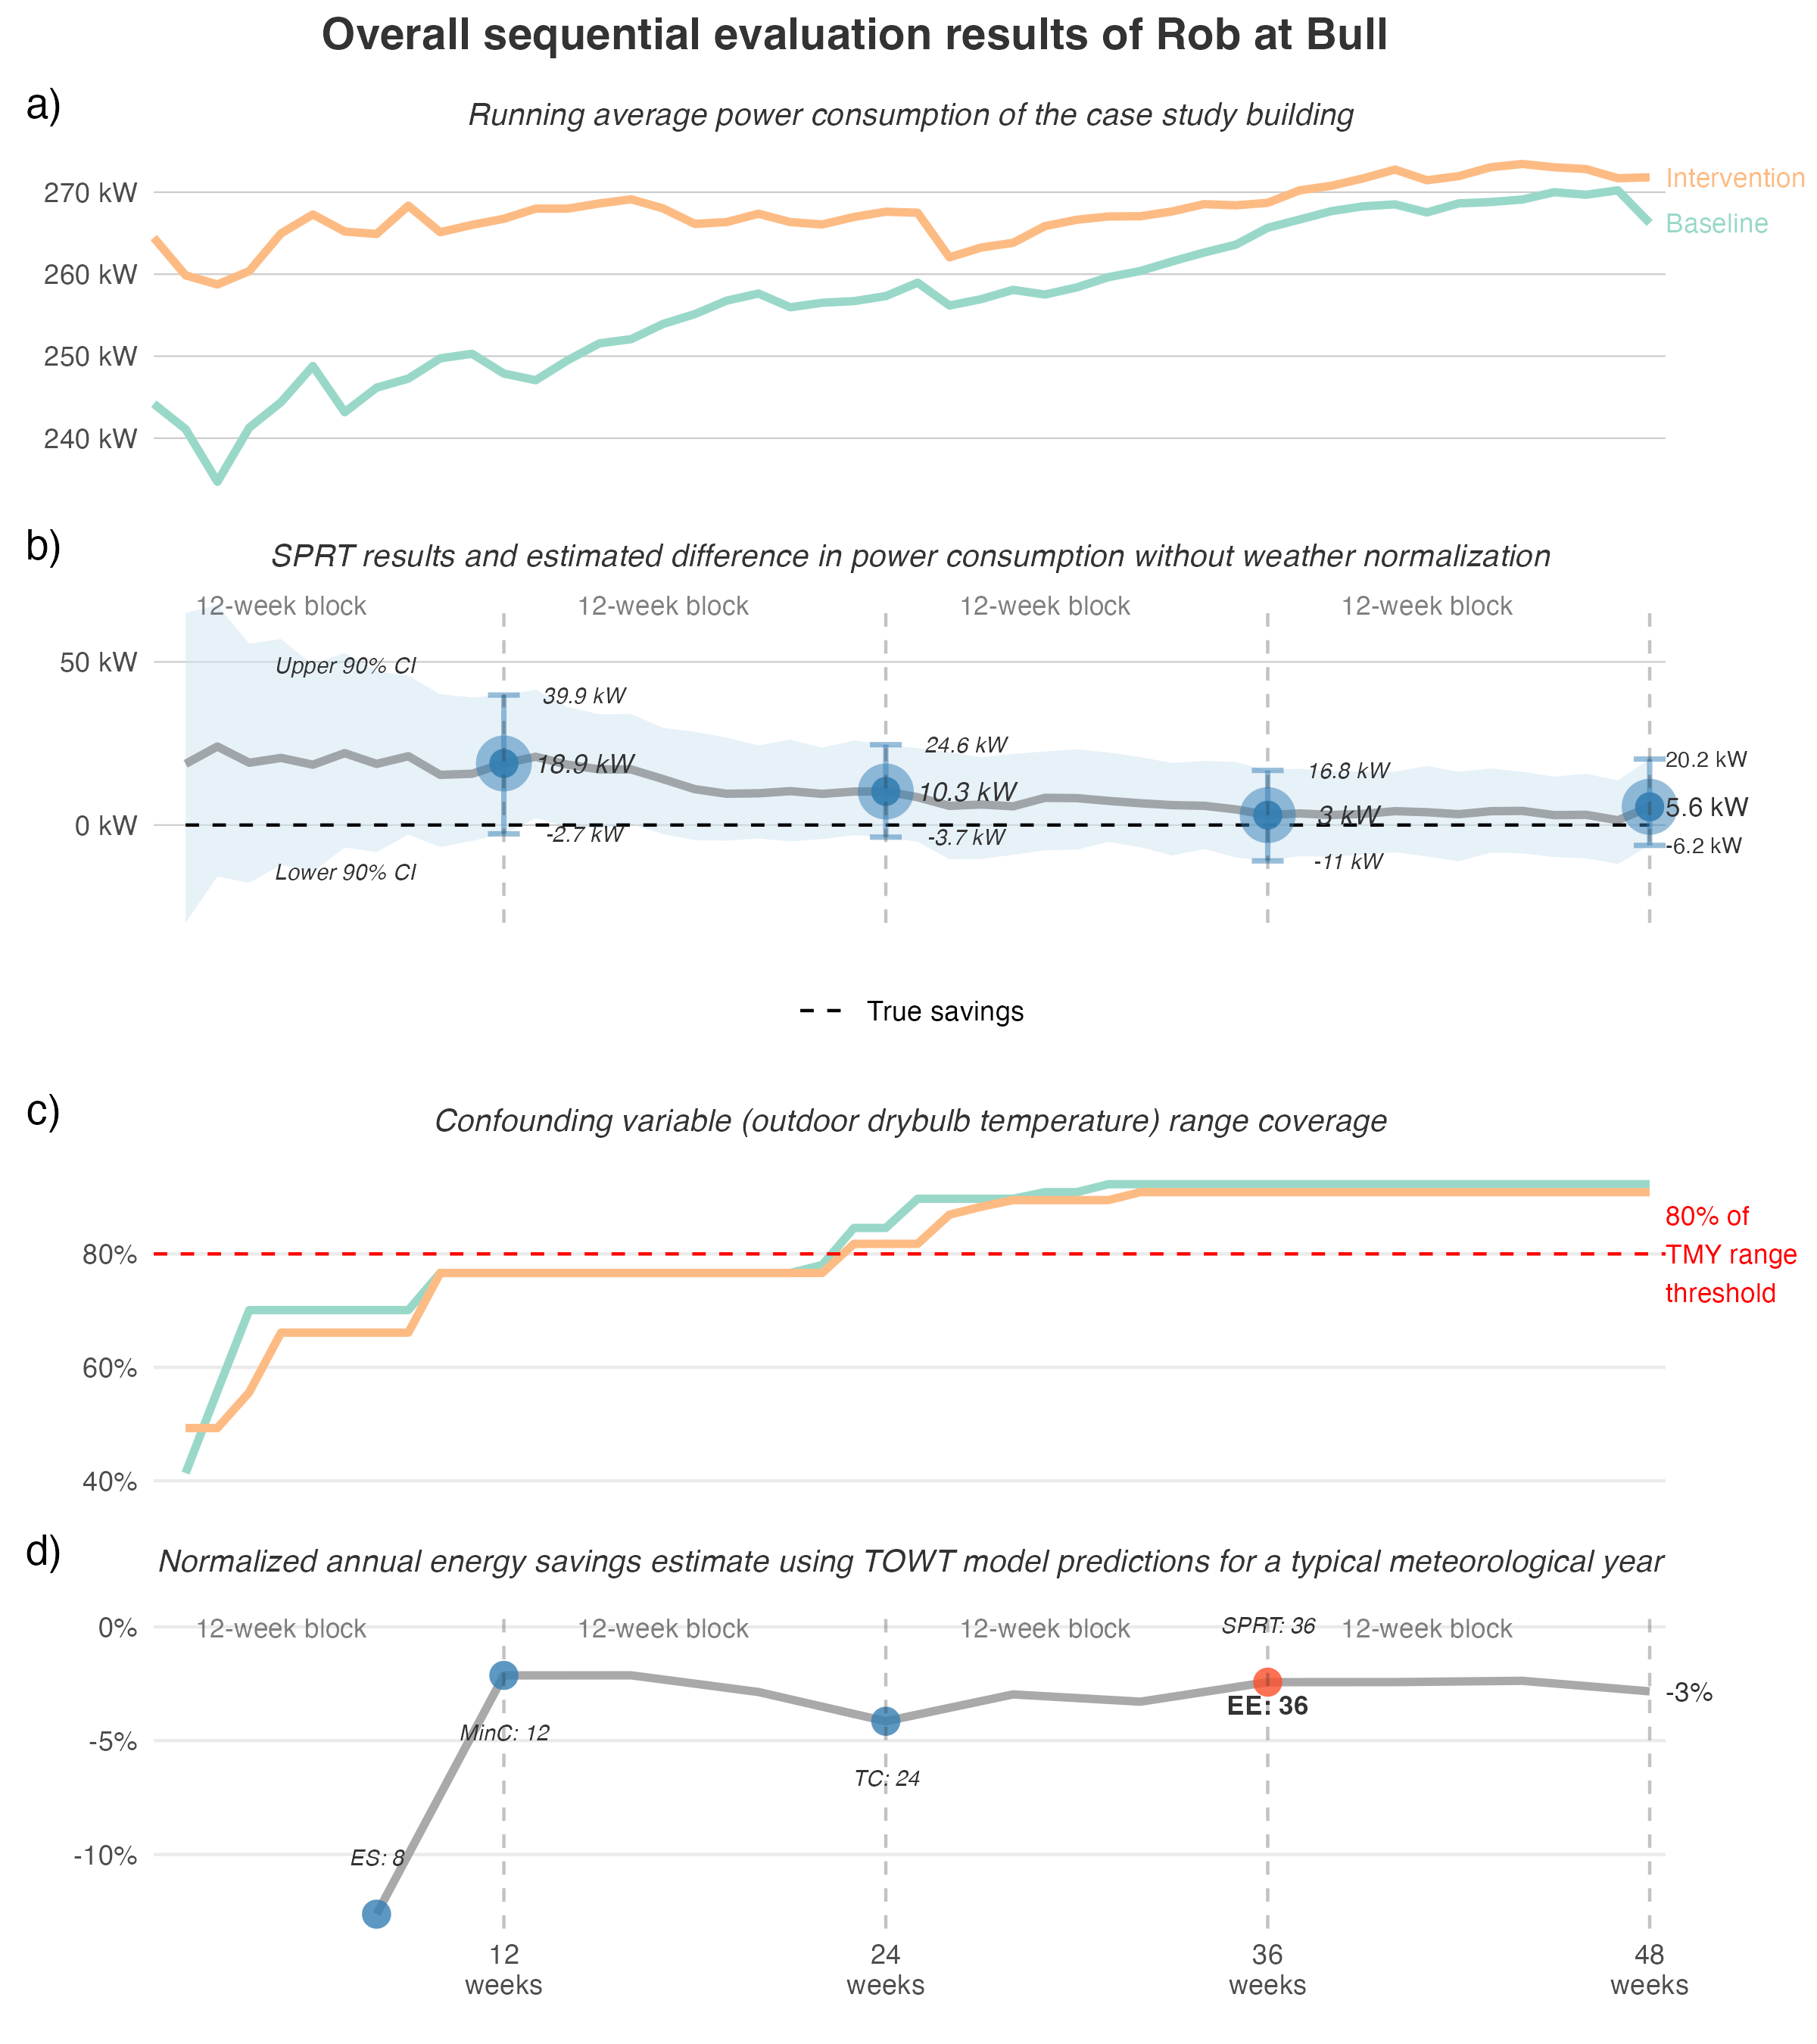 Overall sequential evaluation results of Rob at Bull
a)
Running average power consumption of the case study building
270 kW
260 kW
250 kW
240 kW
Intervention
Baseline
b)
SPRT results and estimated difference in power consumption without weather normalization
12-week block
12-week block
12-week block
12-week block
50 kW
0 kW
Upper 90% CI
Lower 90% CI
39.9 kW
18.9 kW
-2.7 kW
24.6 kW
10.3 kW
-3.7 kW
16.8 kW
3 kW
-11 kW
20.2 kW
5.6 kW
-6.2 kW
True savings
c)
Confounding variable (outdoor drybulb temperature) range coverage
80%
60%
40%
80% of
TMY range
threshold
d)
Normalized annual energy savings estimate using TOWT model predictions for a typical meteorological year
0%
-5%
-10%
12-week block
12-week block
12-week block
12-week block
SPRT: 36
EE: 36
MinC: 12
TC: 24
ES: 8
-3%
12
weeks
24
weeks
36
weeks
48
weeks